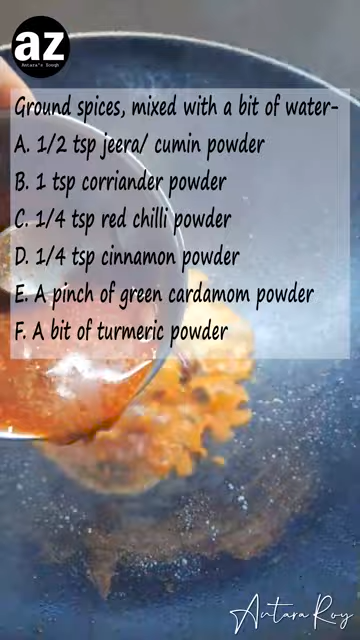 az
Antara's Dough
Ground spices, mixed with a bit of water-
A. 1/2 tsp jeera/ cumin powder
B. 1 tsp corriander powder
C. 1/4 tsp red chilli powder
D. 1/4 tsp cinnamon powder
E. A pinch of green cardamom powder
F. A bit of turmeric powder
Antara Roy